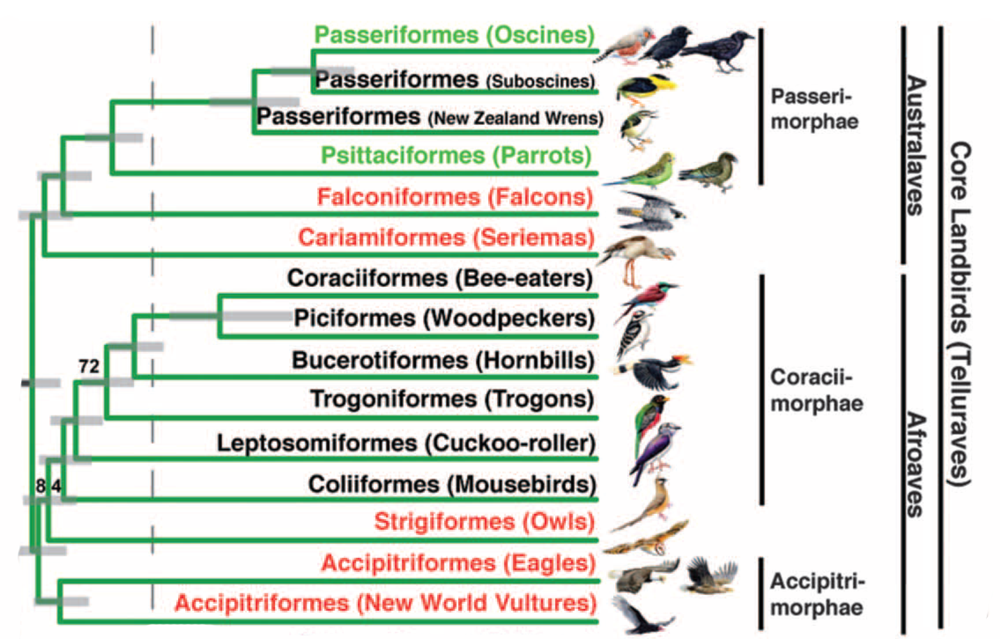 Passeriformes (Oscines)
Passeriformes (Suboscines)
Passeriformes (New Zealand Wrens)
Psittaciformes (Parrots)
Falconiformes (Falcons)
Cariamiformes (Seriemas)
Coraciiformes (Bee-eaters)
Piciformes (Woodpeckers)
Bucerotiformes (Hornbills)
Trogoniformes (Trogons)
Leptosomiformes (Cuckoo-roller)
Coliiformes (Mousebirds)
Strigiformes (Owls)
Accipitriformes (Eagles)
Accipitriformes (New World Vultures)
72
84
Passeri-
morphae
Coracii-
morphae
Accipitri-
morphae
Australaves
Afroaves
Core Landbirds (Telluraves)